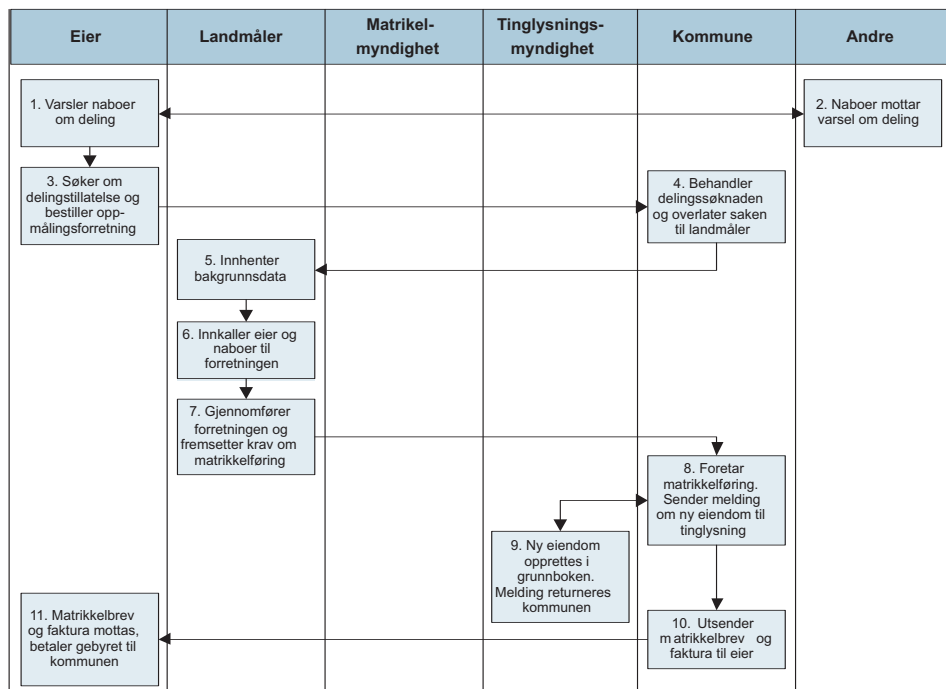 Eier
Landmåler
Matrikel-
myndighet
Tinglysnings-
myndighet
Kommune
Andre
1. Varsler naboer
om deling
2. Naboer mottar
varsel om deling
3. Søker om
delingstillatelse og
bestiller opp-
målingsforretning
4. Behandler
delingssøknaden
og overlater saken
til landmåler
5. Innhenter
bakgrunnsdata
6. Innkaller eier og
naboer til
forretningen
7. Gjennomfører
forretningen og
fremsetter krav om
matrikkelføring
8. Foretar
matrikkelføring.
Sender melding
om ny eiendom til
tinglysning
9. Ny eiendom
opprettes i
grunnboken.
Melding returneres
kommunen
10. Utsender
matrikkelbrev og
faktura til eier
11. Matrikkelbrev
og faktura mottas,
betaler gebyret til
kommunen